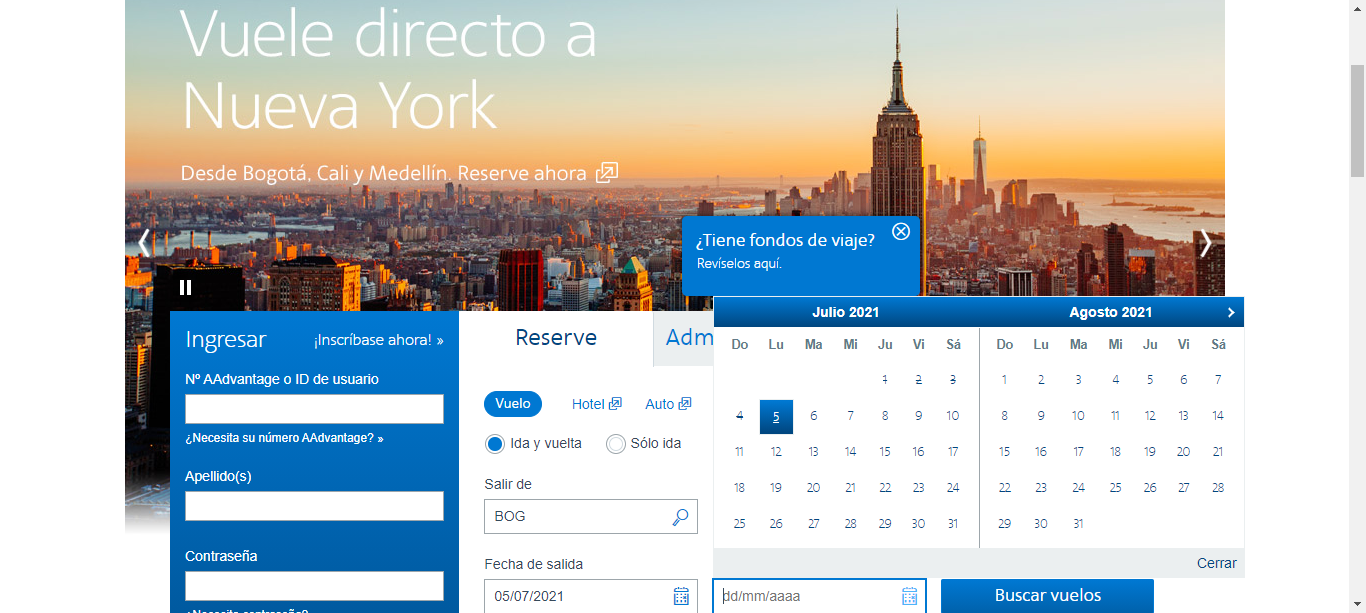 Vuele directo a
Nueva York
Desde Bogotá, Cali y Medellín. Reserve ahora
¿Tiene fondos de viaje?
Revíselos aquí.
Ingresar ¡Inscríbase ahora! »
Nº AAdvantage o ID de usuario
¿Necesita su número AAdvantage? »
Apellido(s)
Contraseña
¿Necesita contraseña?
Reserve Adm
Vuelo Hotel Auto
Ida y vuelta Sólo ida
Salir de
BOG
Fecha de salida
05/07/2021
Julio 2021
Do Lu Ma Mi Ju Vi Sá
1 2 3
4 5 6 7 8 9 10
11 12 13 14 15 16 17
18 19 20 21 22 23 24
25 26 27 28 29 30 31
Agosto 2021
Do Lu Ma Mi Ju Vi Sá
1 2 3 4 5 6 7
8 9 10 11 12 13 14
15 16 17 18 19 20 21
22 23 24 25 26 27 28
29 30 31
Cerrar
dd/mm/aaaa
Buscar vuelos